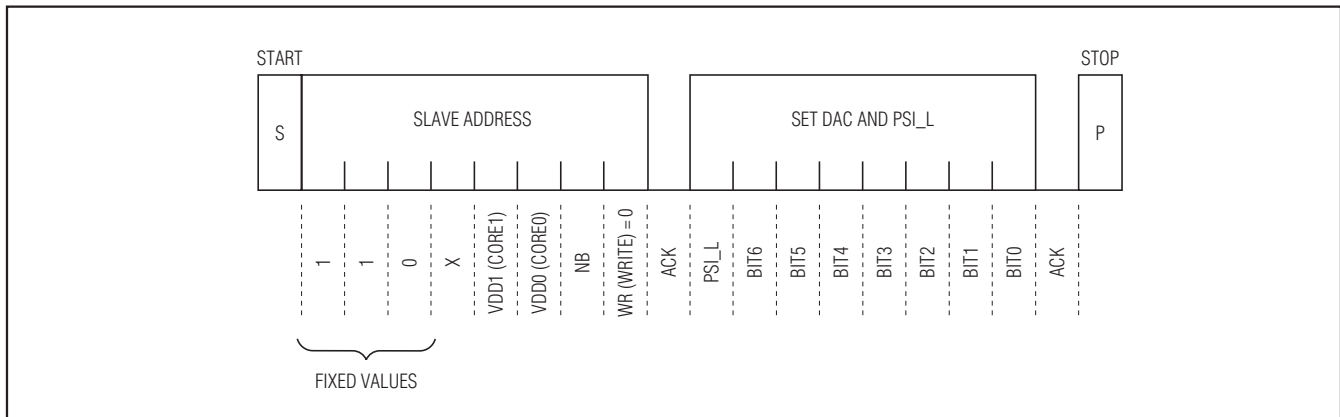 START
STOP
S
SLAVE ADDRESS
SET DAC AND PSI_L
P
1
1
0
X
VDD1 (CORE1)
VDD0 (CORE0)
NB
WR (WRITE) = 0
ACK
PSI_L
BIT6
BIT5
BIT4
BIT3
BIT2
BIT1
BIT0
ACK
FIXED VALUES